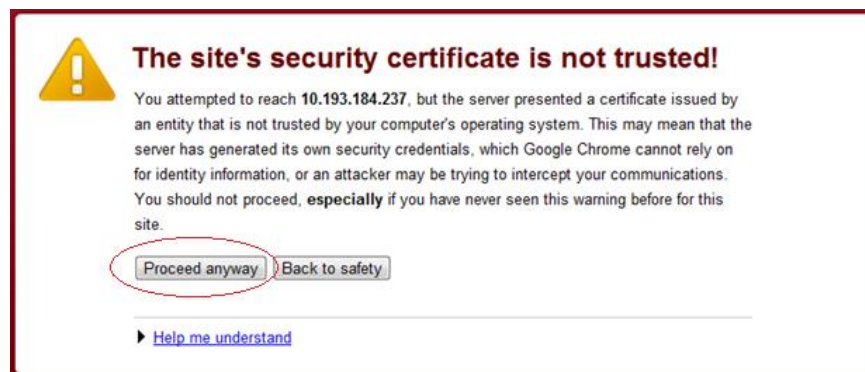 The site's security certificate is not trusted!
You attempted to reach 10.193.184.237, but the server presented a certificate issued by
an entity that is not trusted by your computer's operating system. This may mean that the
server has generated its own security credentials, which Google Chrome cannot rely on
for identity information, or an attacker may be trying to intercept your communications.
You should not proceed, especially if you have never seen this warning before for this
site.
Proceed anyway Back to safety
Help me understand